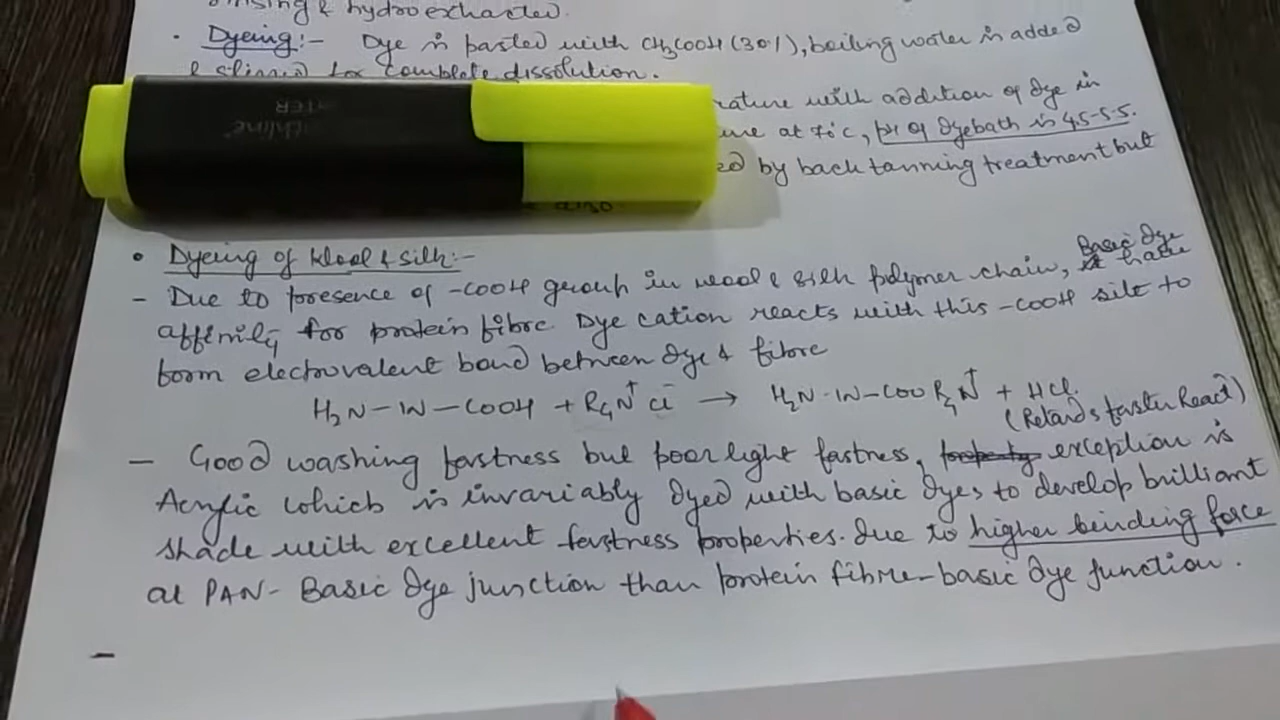 & hydroextracted.
• Dyeing:- Dye is pasted with CH3COOH (30%), boiling water is added
& stirred for complete dissolution.
rature with addition of dye in
at 70°c, pH of dyebath is 4.5-5.5.
ed by back tanning treatment but
also
• Dyeing of Wool & silk:-
- Due to presence of -COOH group in wool & silk polymer chain, Basic dye have
affinity for protein fibre. Dye cation reacts with this -COOH site to
form electrovalent bond between dye & fibre
H2N-W-COOH + R4N+ Cl- → H2N-W-COO R4N+ + HCl.
(Retards faster React)
- Good washing fastness but poor light fastness, property exception is
Acrylic which is invariably dyed with basic dyes to develop brilliant
shade with excellent fastness properties. due to higher binding force
at PAN- Basic dye junction than protein fibre-basic dye junction.
-